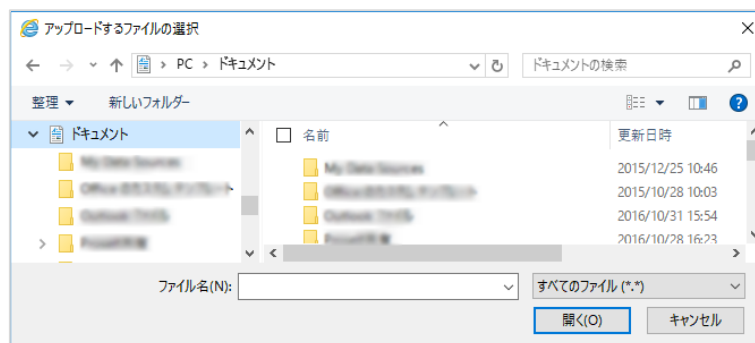 アップロードするファイルの選択
PC › ドキュメント
ドキュメントの検索
整理 ▼ 新しいフォルダー
ドキュメント
名前 更新日時
2015/12/25 10:46
2015/10/28 10:03
2016/10/31 15:54
2016/10/28 16:23
ファイル名(N):
すべてのファイル (*.*)
開く(O) キャンセル